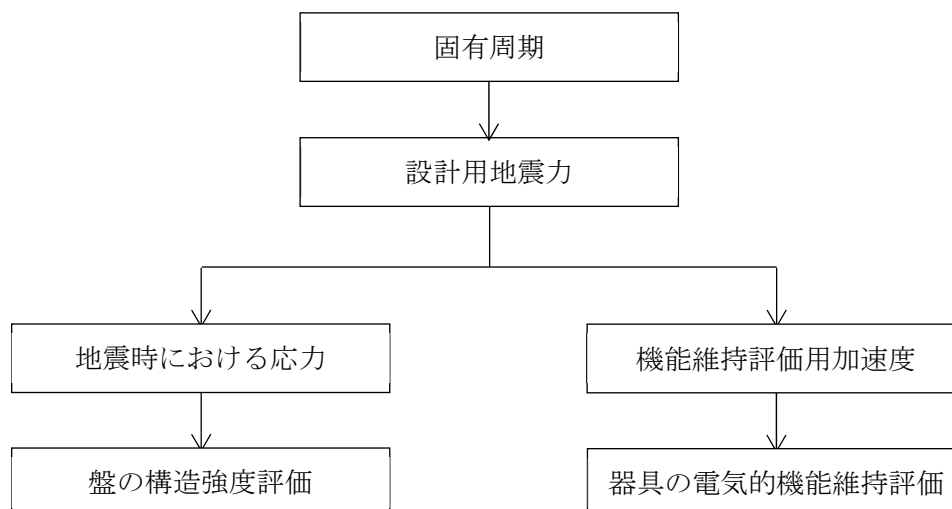 固有周期
設計用地震力
地震時における応力
機能維持評価用加速度
盤の構造強度評価
器具の電気的機能維持評価